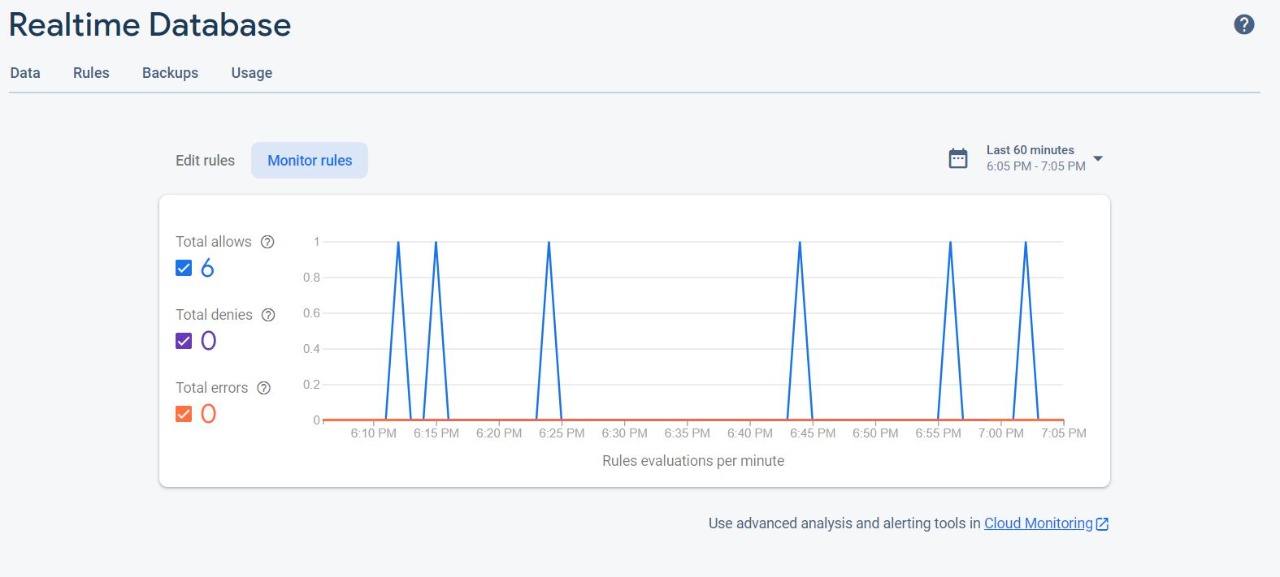 Realtime Database
Data Rules Backups Usage
Edit rules Monitor rules
Last 60 minutes
6:05 PM - 7:05 PM
Total allows
6
Total denies
0
Total errors
0
1
0.8
0.6
0.4
0.2
0
6:10 PM 6:15 PM 6:20 PM 6:25 PM 6:30 PM 6:35 PM 6:40 PM 6:45 PM 6:50 PM 6:55 PM 7:00 PM 7:05 PM
Rules evaluations per minute
Use advanced analysis and alerting tools in Cloud Monitoring